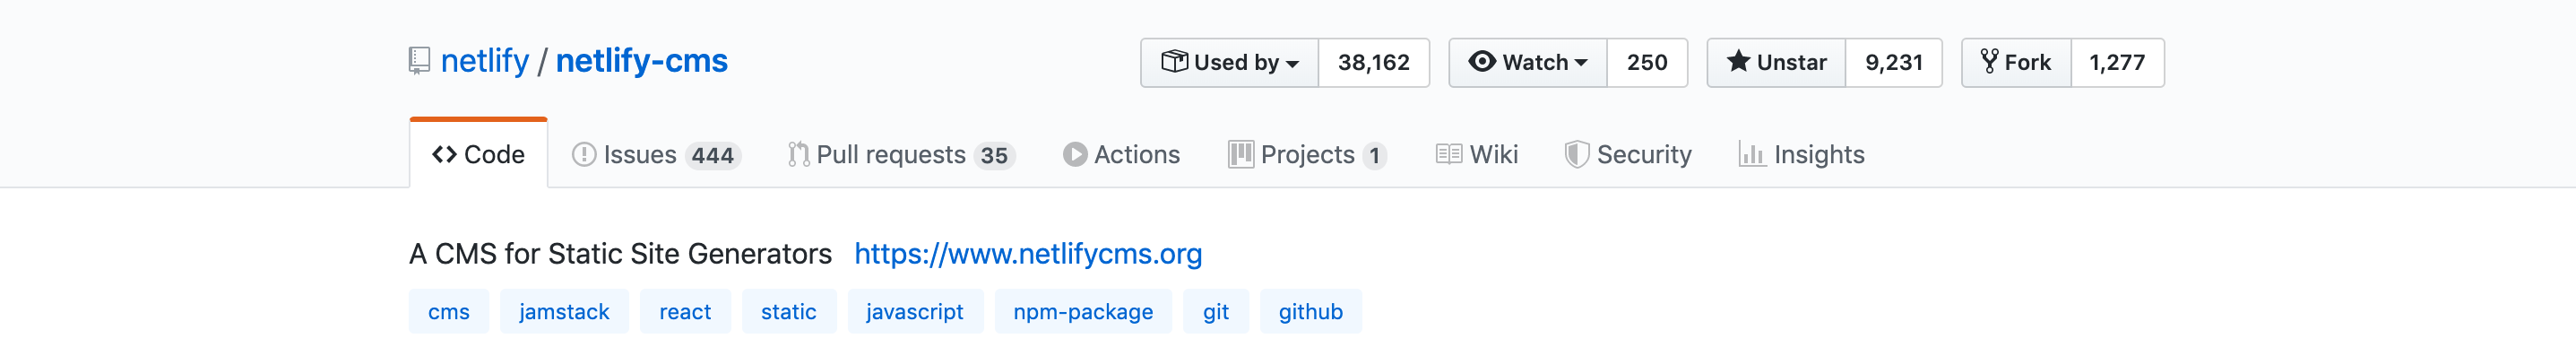 netlify / netlify-cms Used by 38,162 Watch 250 Unstar 9,231 Fork 1,277
Code Issues 444 Pull requests 35 Actions Projects 1 Wiki Security Insights
A CMS for Static Site Generators https://www.netlifycms.org
cms jamstack react static javascript npm-package git github